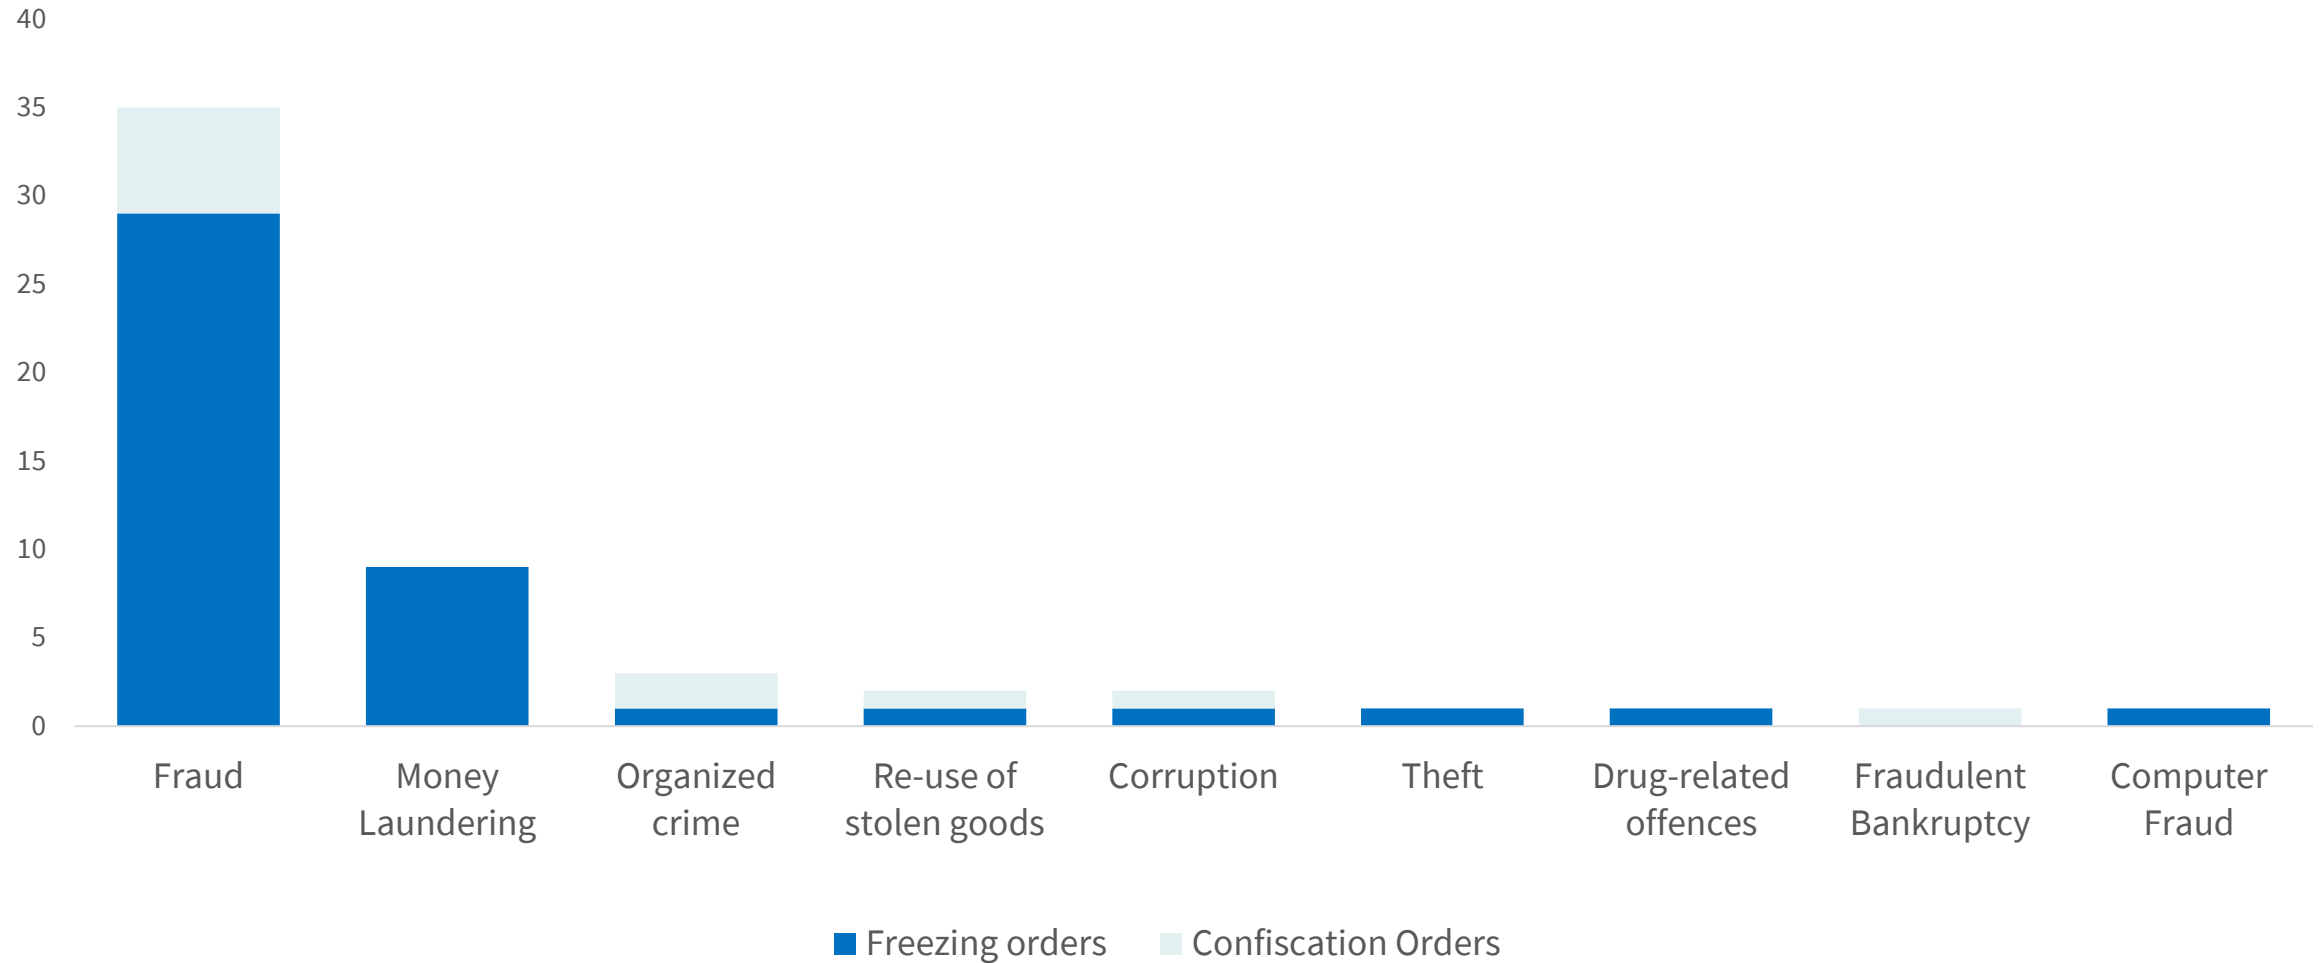 40
35
30
25
20
15
10
5
0
Fraud
Money
Laundering
Organized
crime
Re-use of
stolen goods
Corruption
Theft
Drug-related
offences
Fraudulent
Bankruptcy
Computer
Fraud
Freezing orders
Confiscation Orders